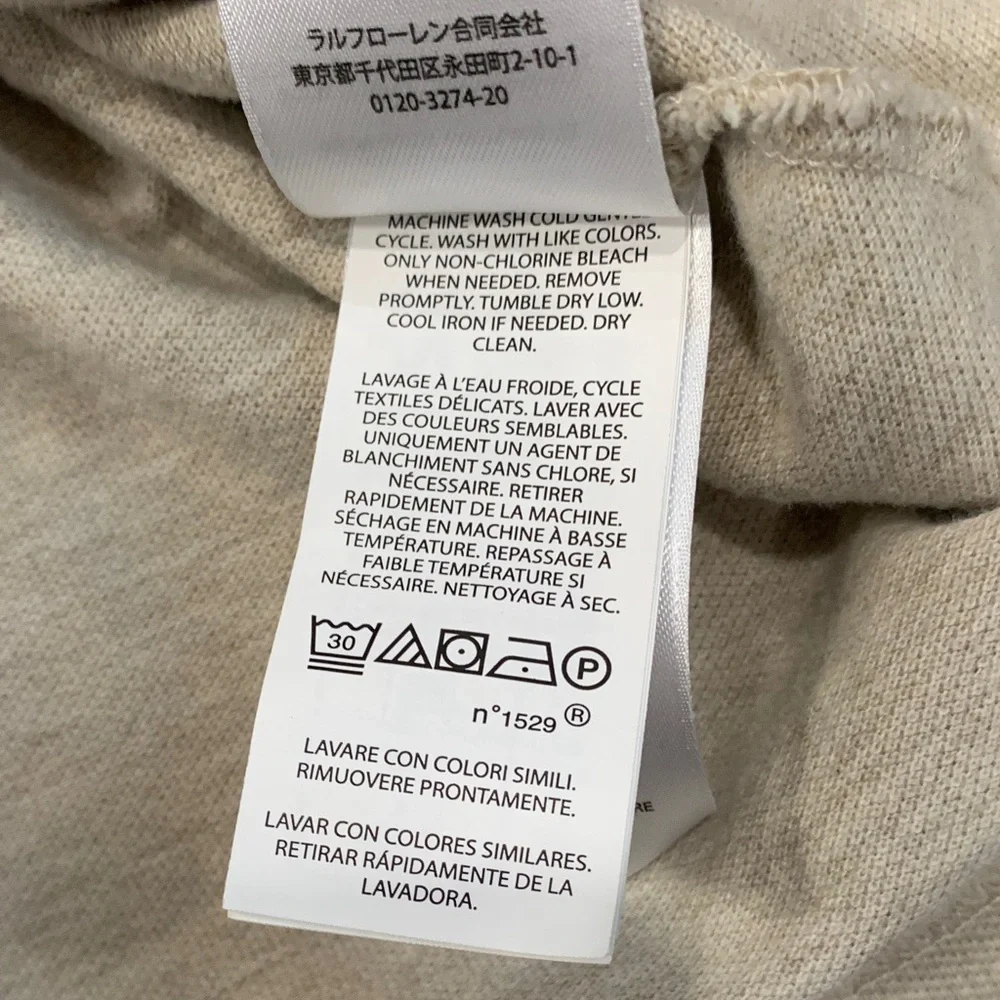 ラルフローレン合同会社
東京都千代田区永田町2-10-1
0120-3274-20
MACHINE WASH COLD GENTLE
CYCLE. WASH WITH LIKE COLORS.
ONLY NON-CHLORINE BLEACH
WHEN NEEDED. REMOVE
PROMPTLY. TUMBLE DRY LOW.
COOL IRON IF NEEDED. DRY
CLEAN.
LAVAGE À L'EAU FROIDE, CYCLE
TEXTILES DÉLICATS. LAVER AVEC
DES COULEURS SEMBLABLES.
UNIQUEMENT UN AGENT DE
BLANCHIMENT SANS CHLORE, SI
NÉCESSAIRE. RETIRER
RAPIDEMENT DE LA MACHINE.
SÉCHAGE EN MACHINE À BASSE
TEMPÉRATURE. REPASSAGE À
FAIBLE TEMPÉRATURE SI
NÉCESSAIRE. NETTOYAGE À SEC.
30 P
n°1529 ®
LAVARE CON COLORI SIMILI.
RIMUOVERE PRONTAMENTE.
LAVAR CON COLORES SIMILARES.
RETIRAR RÁPIDAMENTE DE LA
LAVADORA.